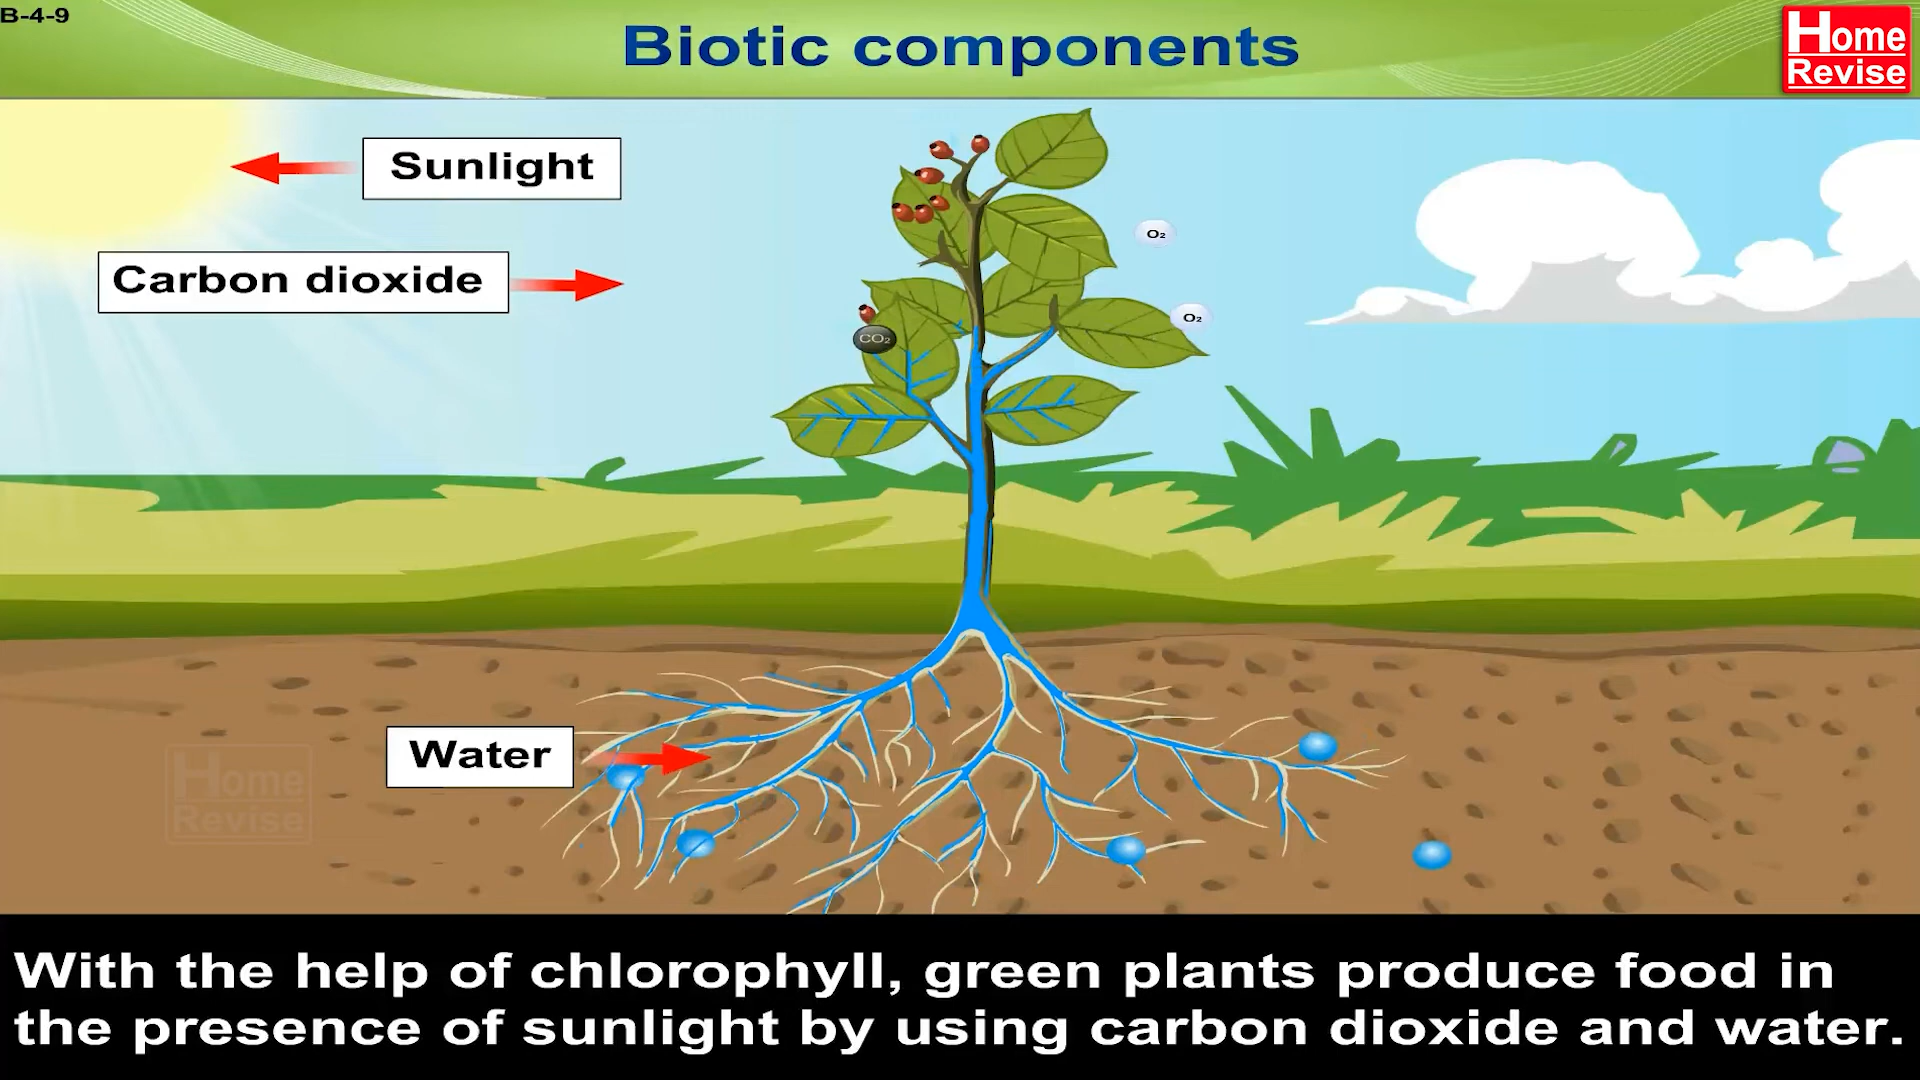 B-4-9
Biotic components
Home
Revise
Sunlight
Carbon dioxide
O₂
O₂
CO₂
Water
Home
Revise
With the help of chlorophyll, green plants produce food in
the presence of sunlight by using carbon dioxide and water.